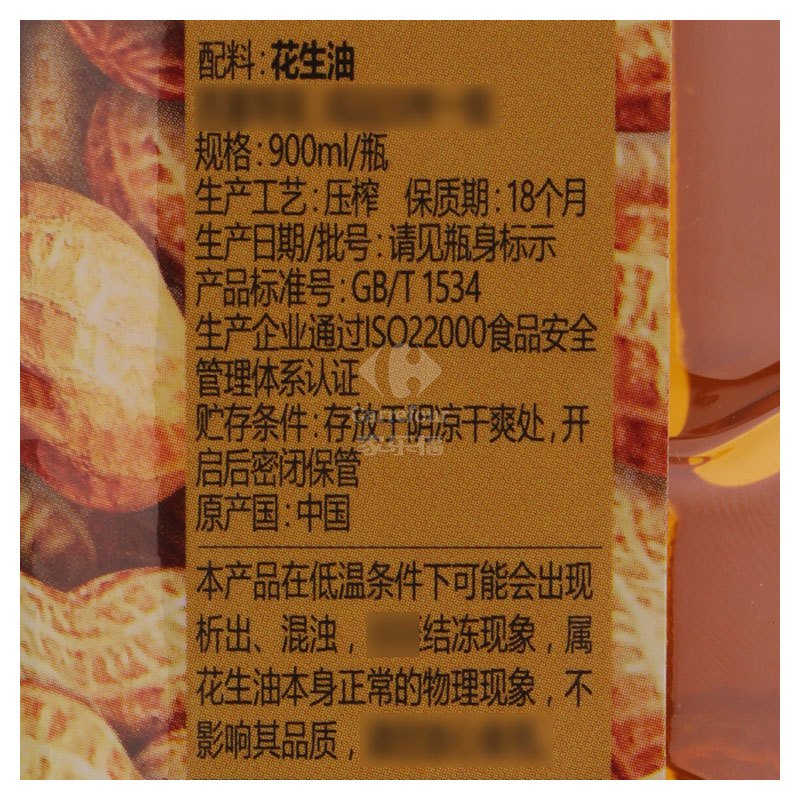 配料:花生油
规格:900ml/瓶
生产工艺:压榨 保质期:18个月
生产日期/批号:请见瓶身标示
产品标准号:GB/T 1534
生产企业通过ISO22000食品安全
管理体系认证
Carrefour
家乐福
贮存条件:存放于阴凉干爽处,开
启后密闭保管
原产国:中国
本产品在低温条件下可能会出现
析出、混浊,结冻现象,属
花生油本身正常的物理现象,不
影响其品质,